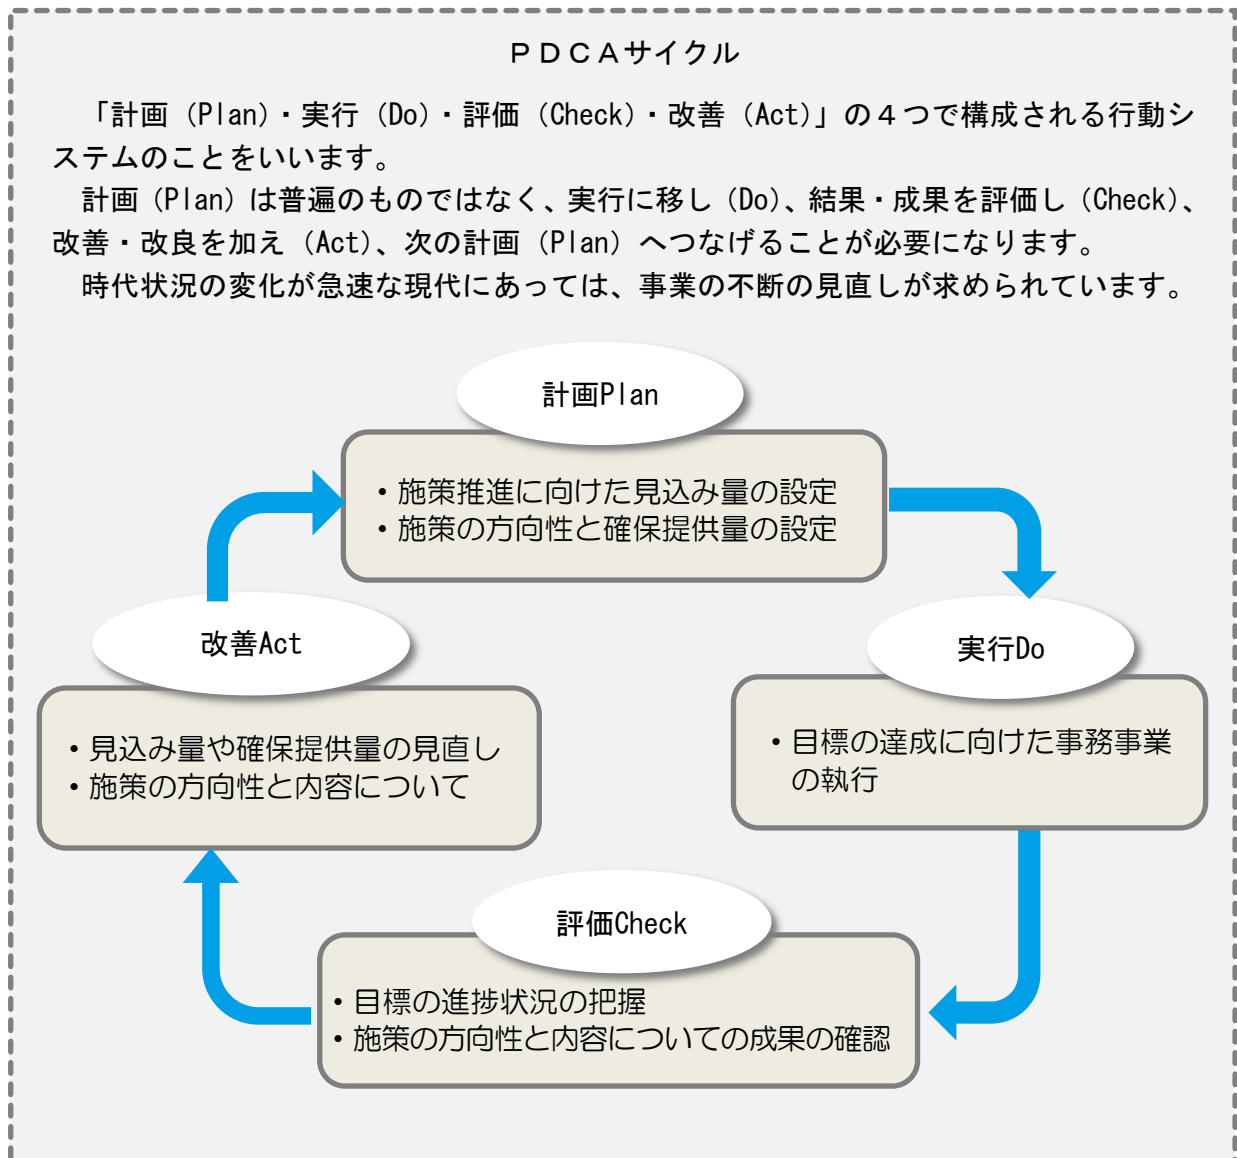 ＰＤＣＡサイクル
「計画（Plan）・実行（Do）・評価（Check）・改善（Act）」の４つで構成される行動シ
ステムのことをいいます。
計画（Plan）は普遍のものではなく、実行に移し（Do）、結果・成果を評価し（Check）、
改善・改良を加え（Act）、次の計画（Plan）へつなげることが必要になります。
時代状況の変化が急速な現代にあっては、事業の不断の見直しが求められています。
計画Plan
・施策推進に向けた見込み量の設定
・施策の方向性と確保提供量の設定
実行Do
・目標の達成に向けた事務事業
の執行
評価Check
・目標の進捗状況の把握
・施策の方向性と内容についての成果の確認
改善Act
・見込み量や確保提供量の見直し
・施策の方向性と内容について